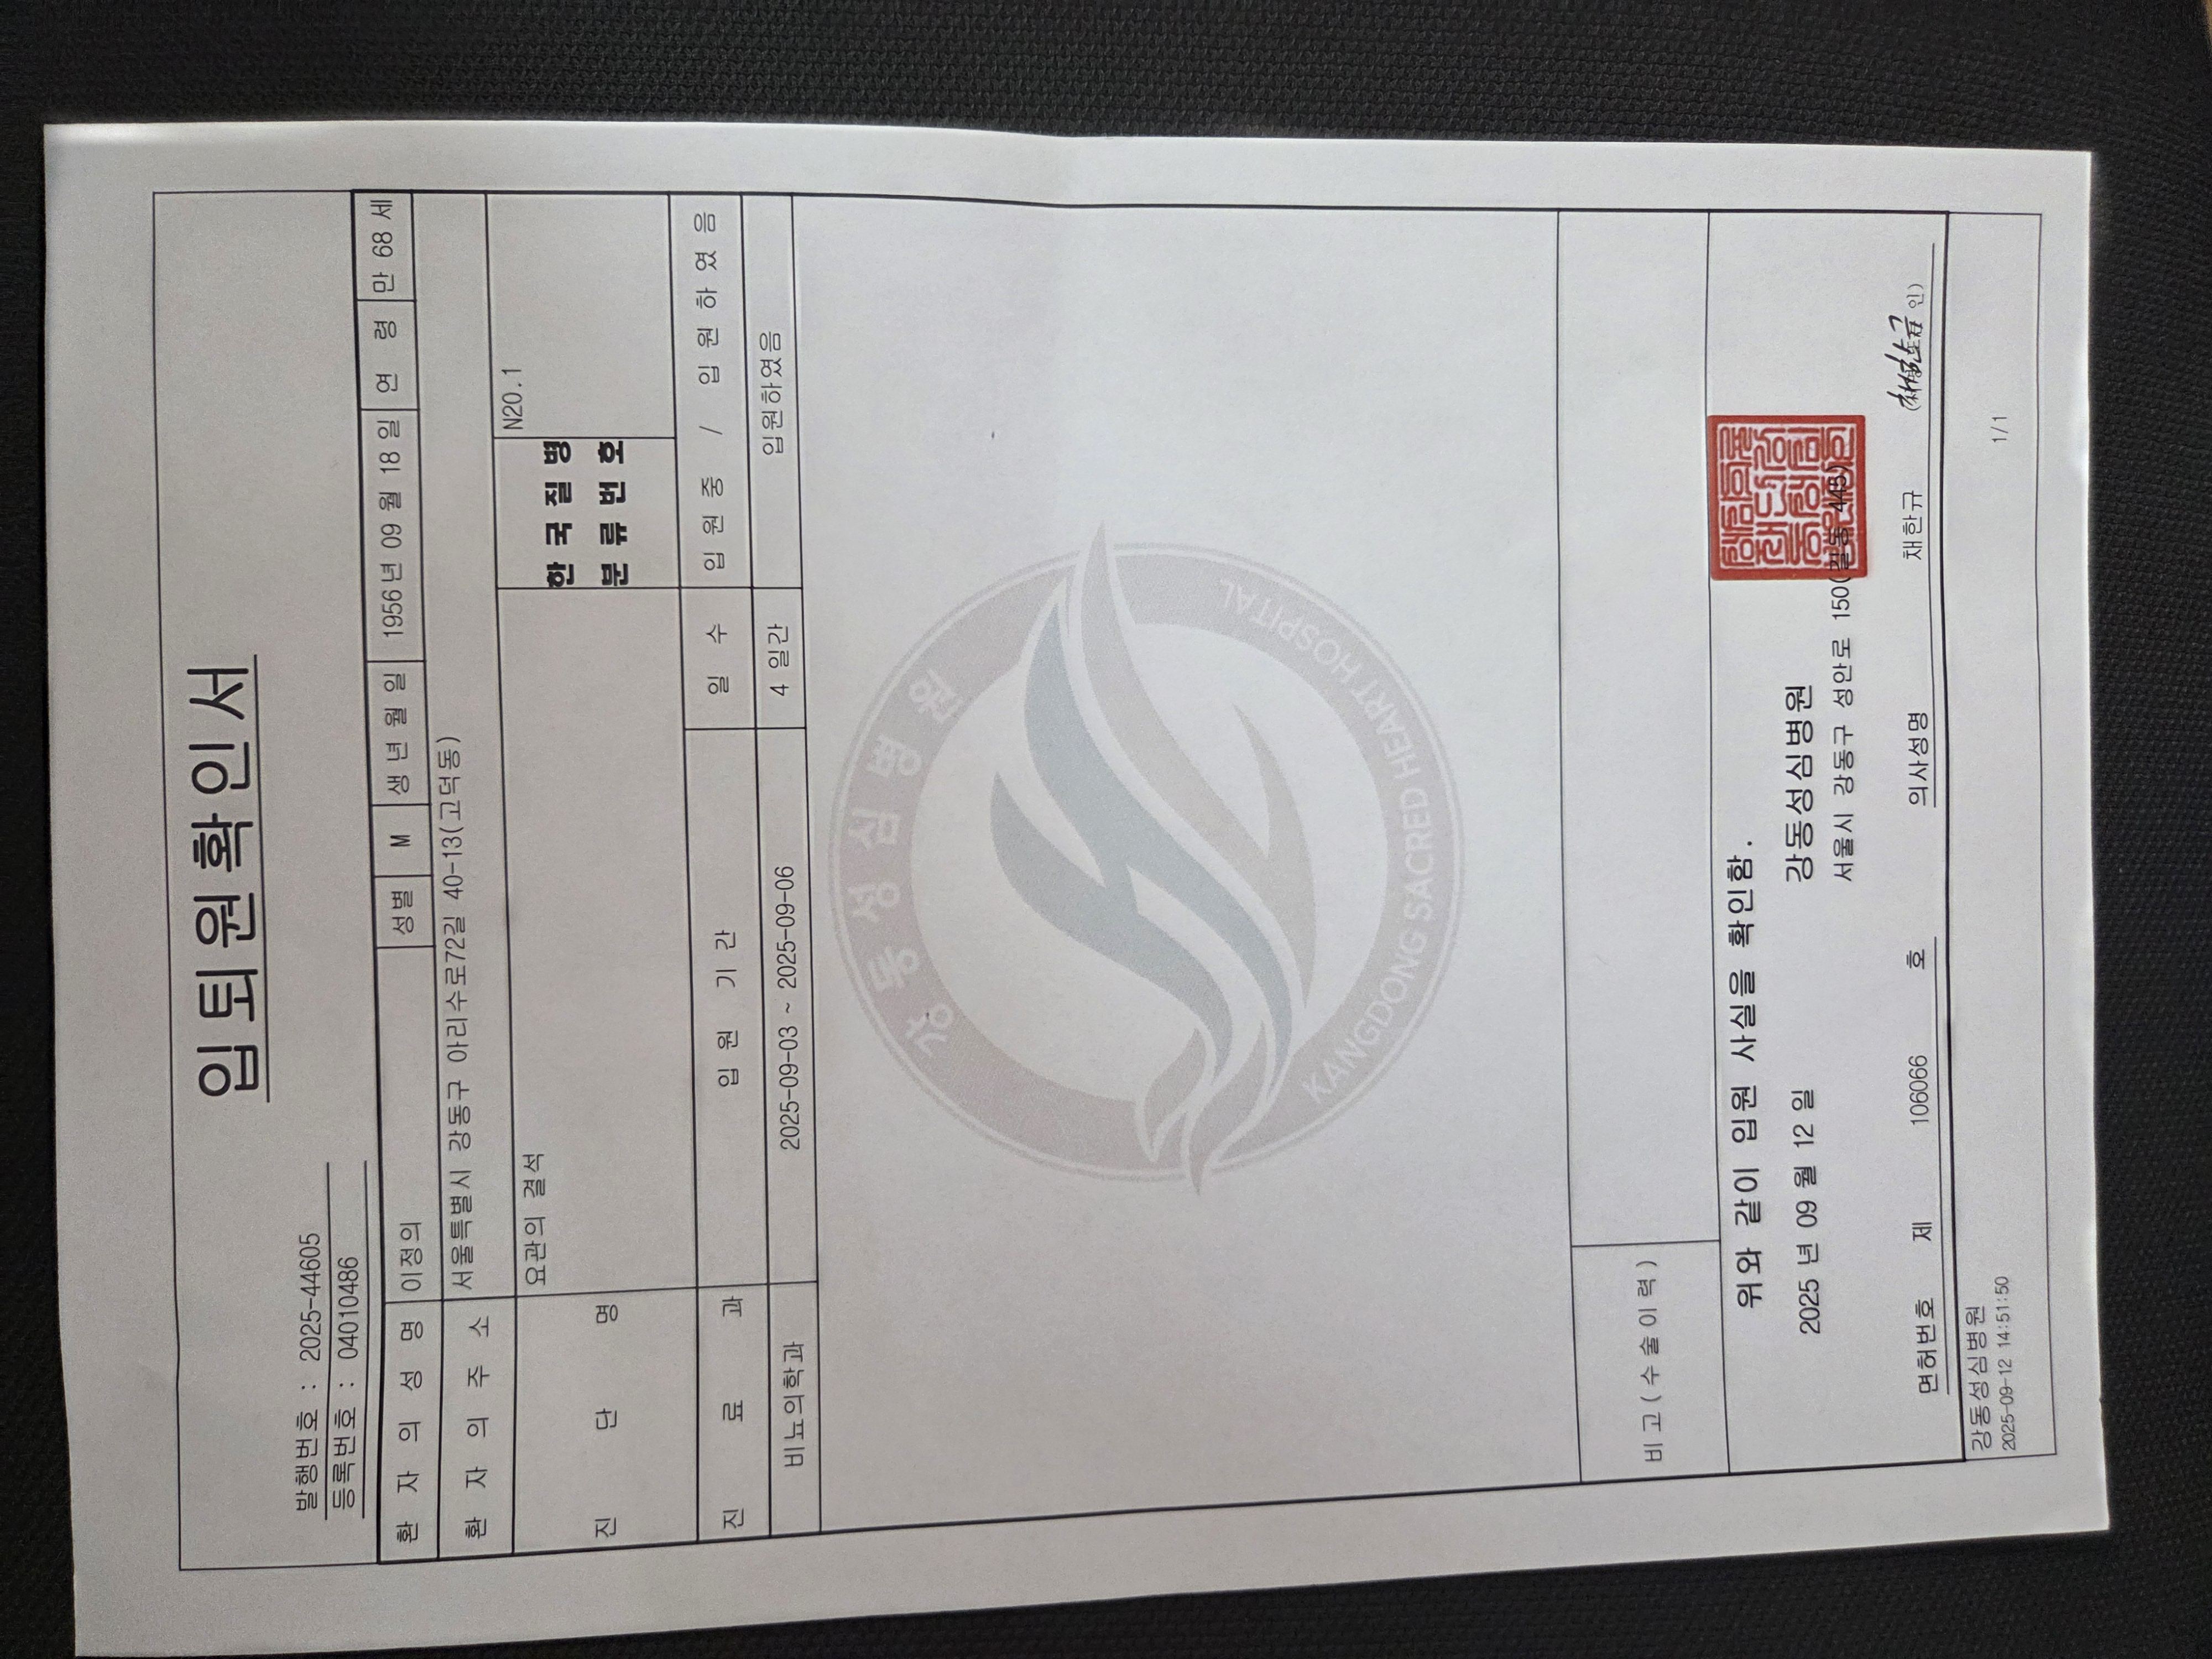 입퇴원확인서
발행번호 : 2025-44605
등록번호 : 04010486
환 자 의 성 명 이정의 성별 M 생 년 월 일 1956 년 09 월 18 일 연 령 만 68 세
환 자 의 주 소 서울특별시 강동구 아리수로72길 40-13(고덕동)
진 단 명 요관의 결석 한 국 질 병 분 류 번 호 N20.1
진 료 과 입 원 기 간 일 수 입 원 중 / 입 원 하 였 음
비뇨의학과 2025-09-03 ~ 2025-09-06 4 일간 입원하였음
강동성심병원
KANGDONG SACRED HEART HOSPITAL
비 고 ( 수 술 이 력 )
위와 같이 입원 사실을 확인함.
2025 년 09 월 12 일 강동성심병원
서울시 강동구 성안로 150(길동 445)
면허번호 제 106066 호 의사성명 채한규 인)
강동성심병원
2025-09-12 14:51:50 1/1